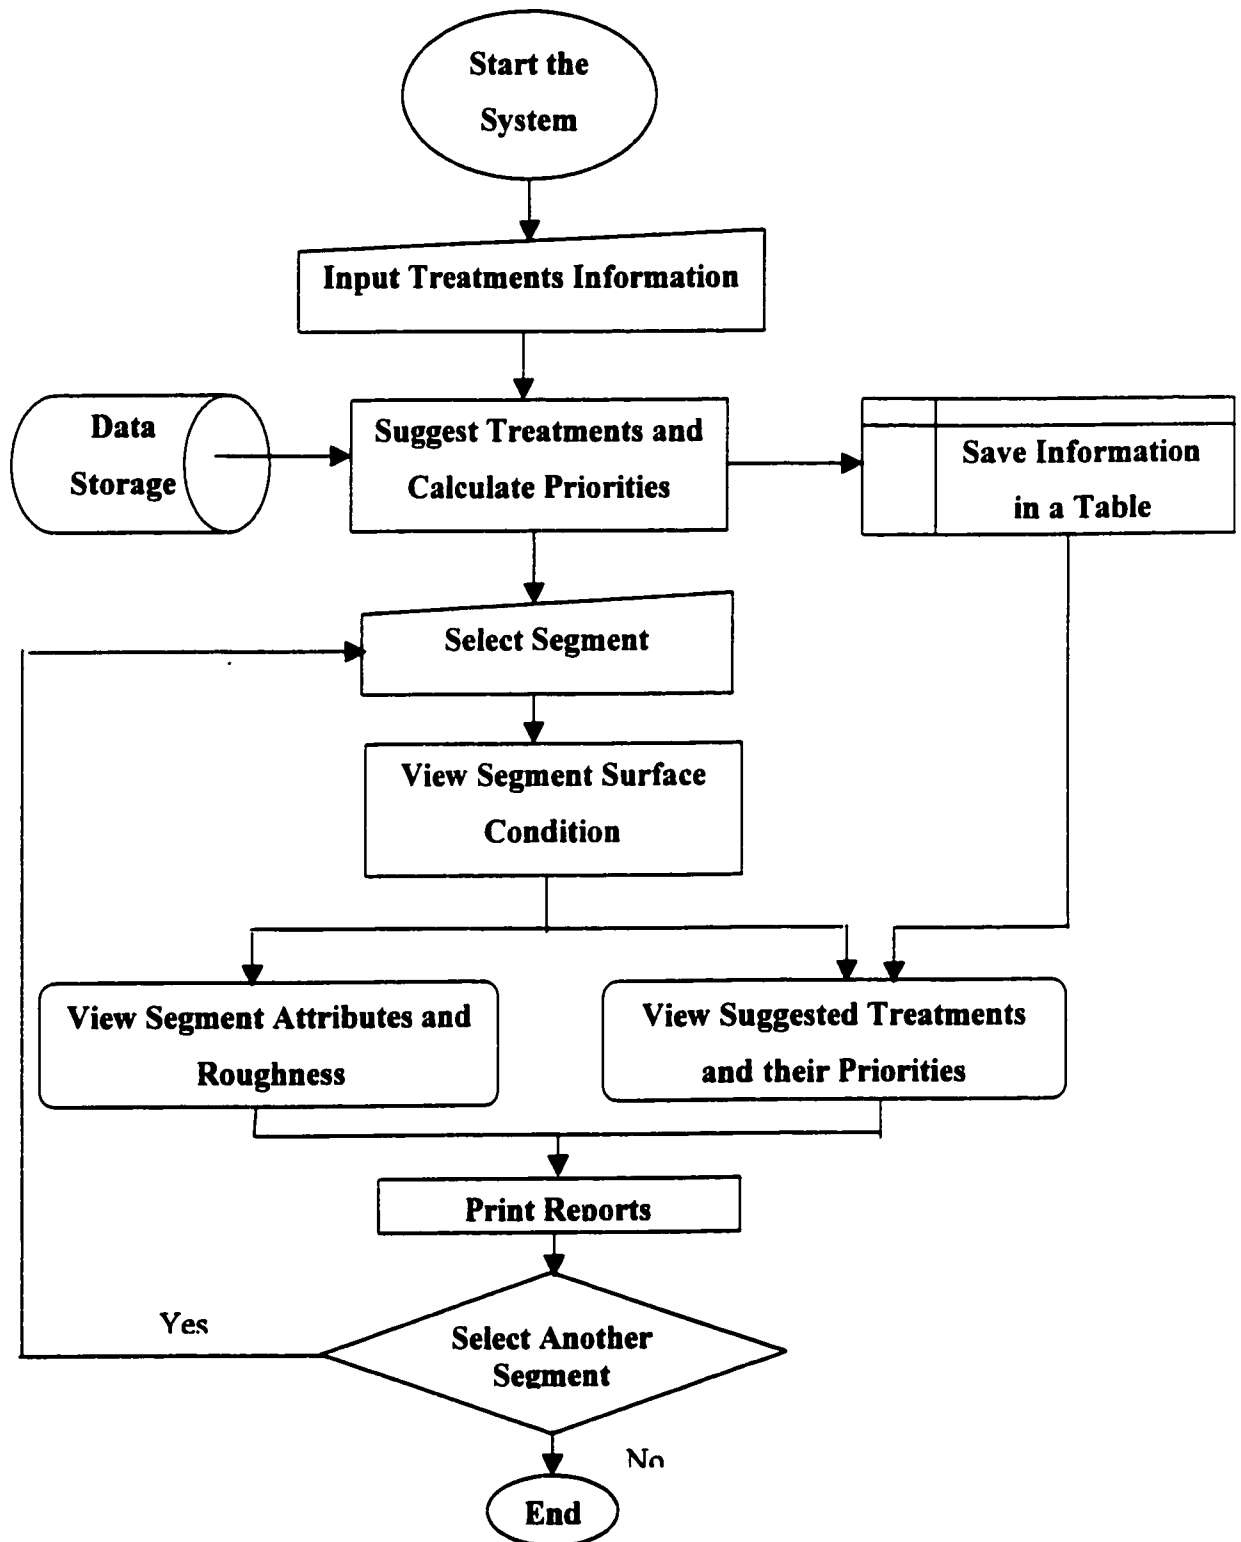 Start the
System
Input Treatments Information
Data
Storage
Suggest Treatments and
Calculate Priorities
Save Information
in a Table
Select Segment
View Segment Surface
Condition
View Segment Attributes and
Roughness
View Suggested Treatments
and their Priorities
Print Reports
Yes
Select Another
Segment
No
End